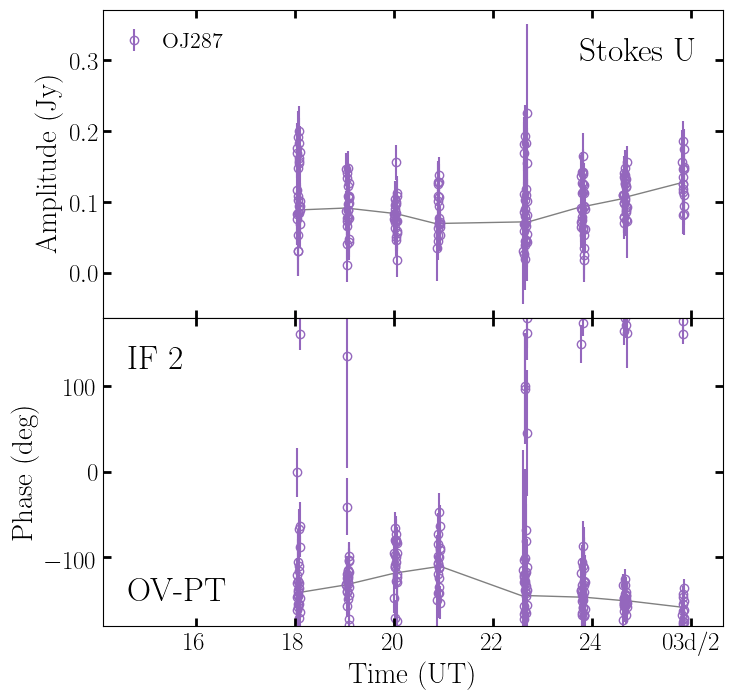 OJ287
Stokes U
0.3
0.2
0.1
0.0
Amplitude (Jy)
IF 2
100
0
−100
Phase (deg)
OV-PT
16 18 20 22 24 03d/2
Time (UT)